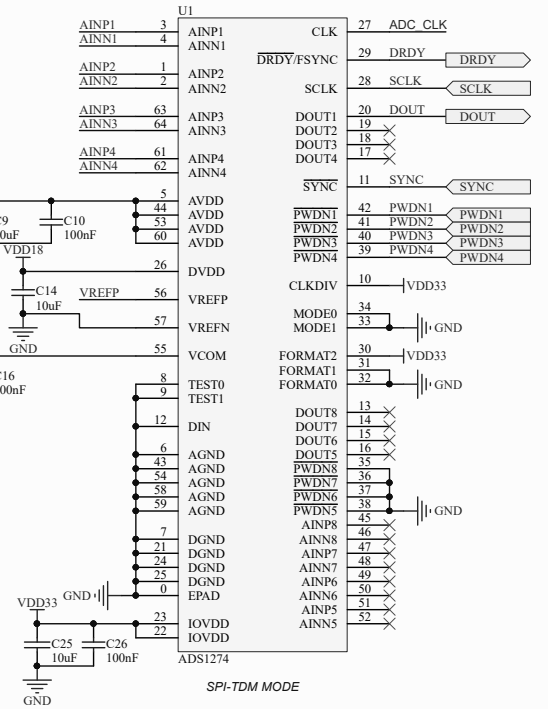 U1
AINP1 3 AINP1 CLK 27 ADC_CLK
AINN1 4 AINN1
DRDY/FSYNC 29 DRDY DRDY
AINP2 1 AINP2
AINN2 2 AINN2 SCLK 28 SCLK SCLK
AINP3 63 AINP3 DOUT1 20 DOUT DOUT
AINN3 64 AINN3 DOUT2 19
DOUT3 18
AINP4 61 AINP4 DOUT4 17
AINN4 62 AINN4
SYNC 11 SYNC SYNC
5 AVDD
44 AVDD PWDN1 42 PWDN1 PWDN1
53 AVDD PWDN2 41 PWDN2 PWDN2
60 AVDD PWDN3 40 PWDN3 PWDN3
PWDN4 39 PWDN4 PWDN4
C10
100nF
VDD18
26 DVDD
CLKDIV 10 VDD33
C14
10uF
VREFP 56 VREFP
MODE0 34
57 VREFN MODE1 33 GND
GND
55 VCOM FORMAT2 30 VDD33
FORMAT1 31
8 TEST0 FORMAT0 32 GND
9 TEST1
DOUT8 13
12 DIN DOUT7 14
DOUT6 15
6 AGND DOUT5 16
43 AGND PWDN8 35
54 AGND PWDN7 36
58 AGND PWDN6 37
59 AGND PWDN5 38 GND
AINP8 45
7 DGND AINN8 46
21 DGND AINP7 47
24 DGND AINN7 48
25 DGND AINP6 49
GND 0 EPAD AINN6 50
AINP5 51
VDD33 23 IOVDD AINN5 52
22 IOVDD
C25
10uF
C26
100nF
GND
ADS1274
SPI-TDM MODE